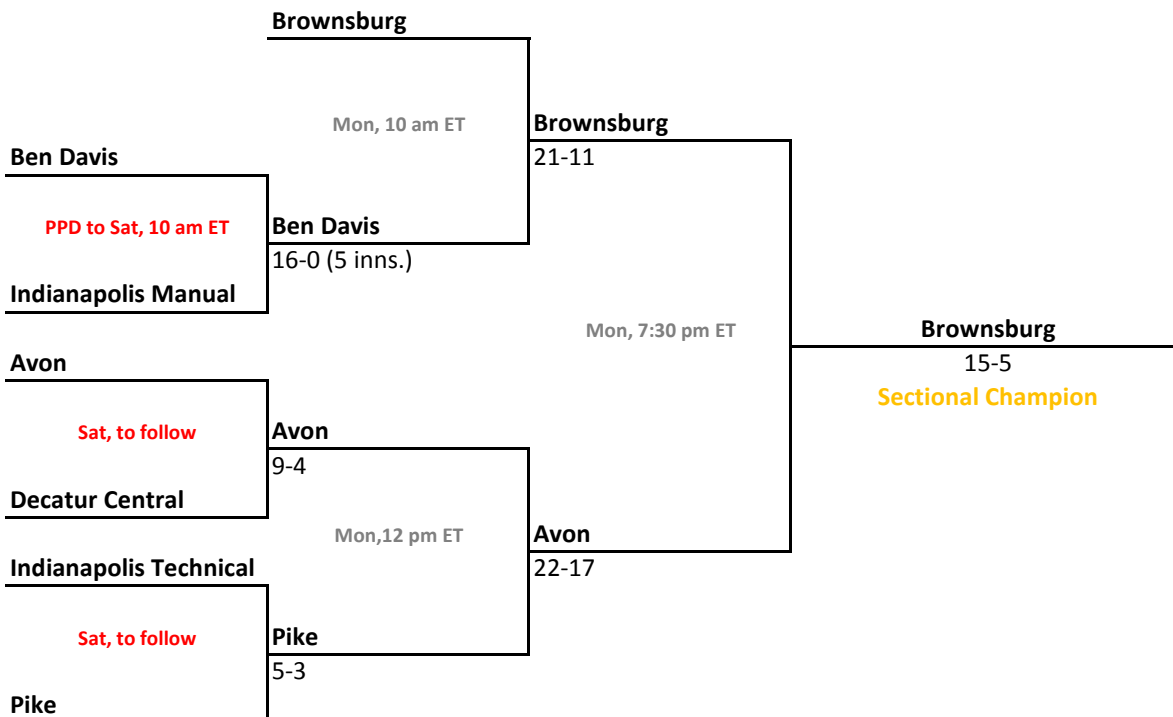 Brownsburg
Mon, 10 am ET
Brownsburg
21-11
Ben Davis
PPD to Sat, 10 am ET
Ben Davis
16-0 (5 inns.)
Indianapolis Manual
Mon, 7:30 pm ET
Brownsburg
15-5
Sectional Champion
Avon
Sat, to follow
Avon
9-4
Decatur Central
Mon,12 pm ET
Avon
22-17
Indianapolis Technical
Sat, to follow
Pike
5-3
Pike